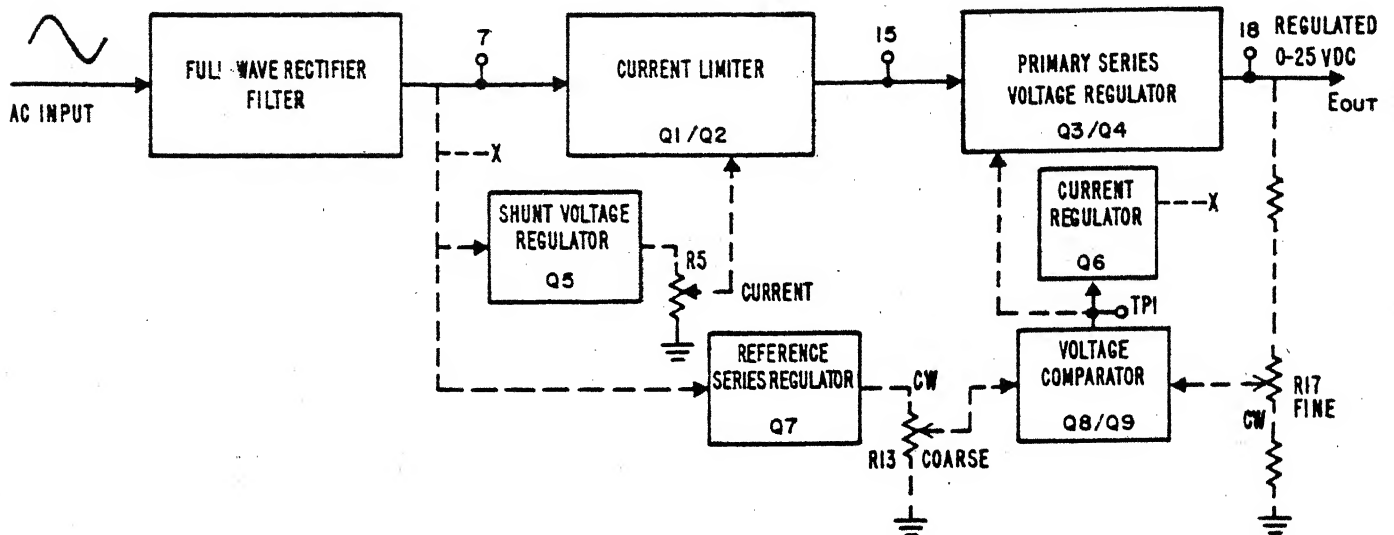 AC INPUT
FULL WAVE RECTIFIER
FILTER
7
CURRENT LIMITER
Q1/Q2
15
PRIMARY SERIES
VOLTAGE REGULATOR
Q3/Q4
18
REGULATED
0-25 VDC
EOUT
X
SHUNT VOLTAGE
REGULATOR
Q5
R5
CURRENT
CURRENT
REGULATOR
Q6
X
TP1
REFERENCE
SERIES REGULATOR
Q7
CW
R13 COARSE
VOLTAGE
COMPARATOR
Q8/Q9
R17
FINE
CW